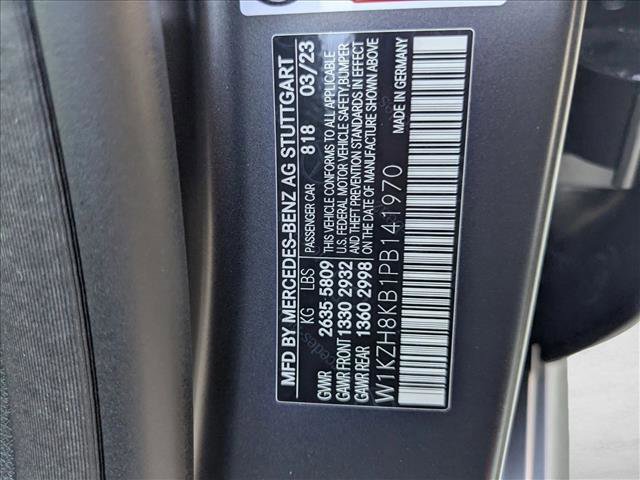 MFD BY MERCEDES-BENZ AG STUTTGART
KG LBS PASSENGER CAR 818 03/23
GVWR 2635 5809 THIS VEHICLE CONFORMS TO ALL APPLICABLE
GAWR FRONT 1330 2932 U.S. FEDERAL MOTOR VEHICLE SAFETY, BUMPER
GAWR REAR 1360 2998 AND THEFT PREVENTION STANDARDS IN EFFECT
ON THE DATE OF MANUFACTURE SHOWN ABOVE
MADE IN GERMANY
W1KZH8KB1PB141970